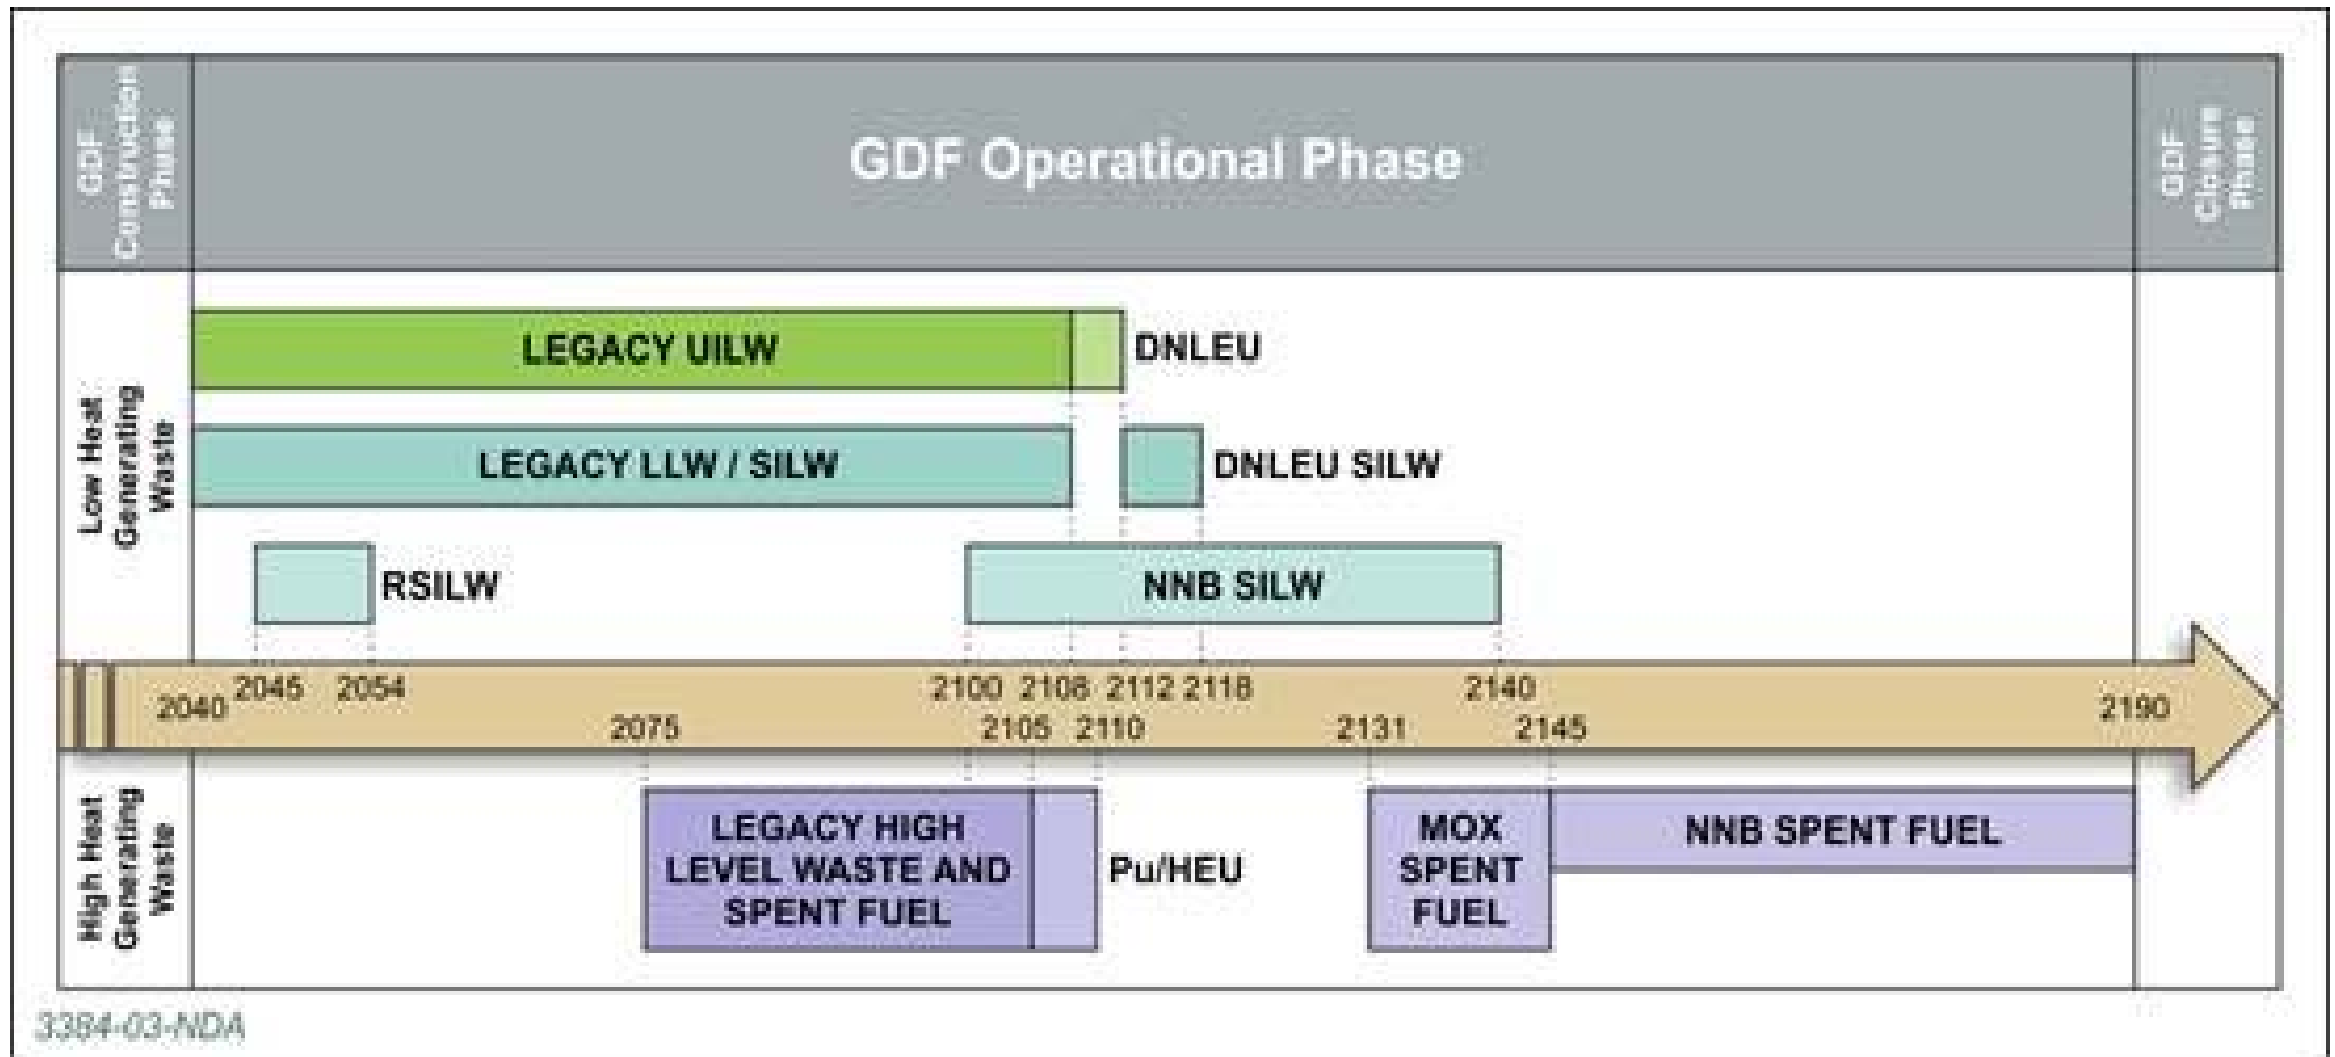 GDF
Construction
Phase
GDF Operational Phase
GDF
Closure
Phase
Low Heat
Generating
Waste
LEGACY UILW
DNLEU
LEGACY LLW / SILW
DNLEU SILW
RSILW
NNB SILW
2040
2045
2054
2075
2100
2105
2108
2110
2112
2118
2131
2140
2145
2190
High Heat
Generating
Waste
LEGACY HIGH
LEVEL WASTE AND
SPENT FUEL
Pu/HEU
MOX
SPENT
FUEL
NNB SPENT FUEL
3384-03-NDA